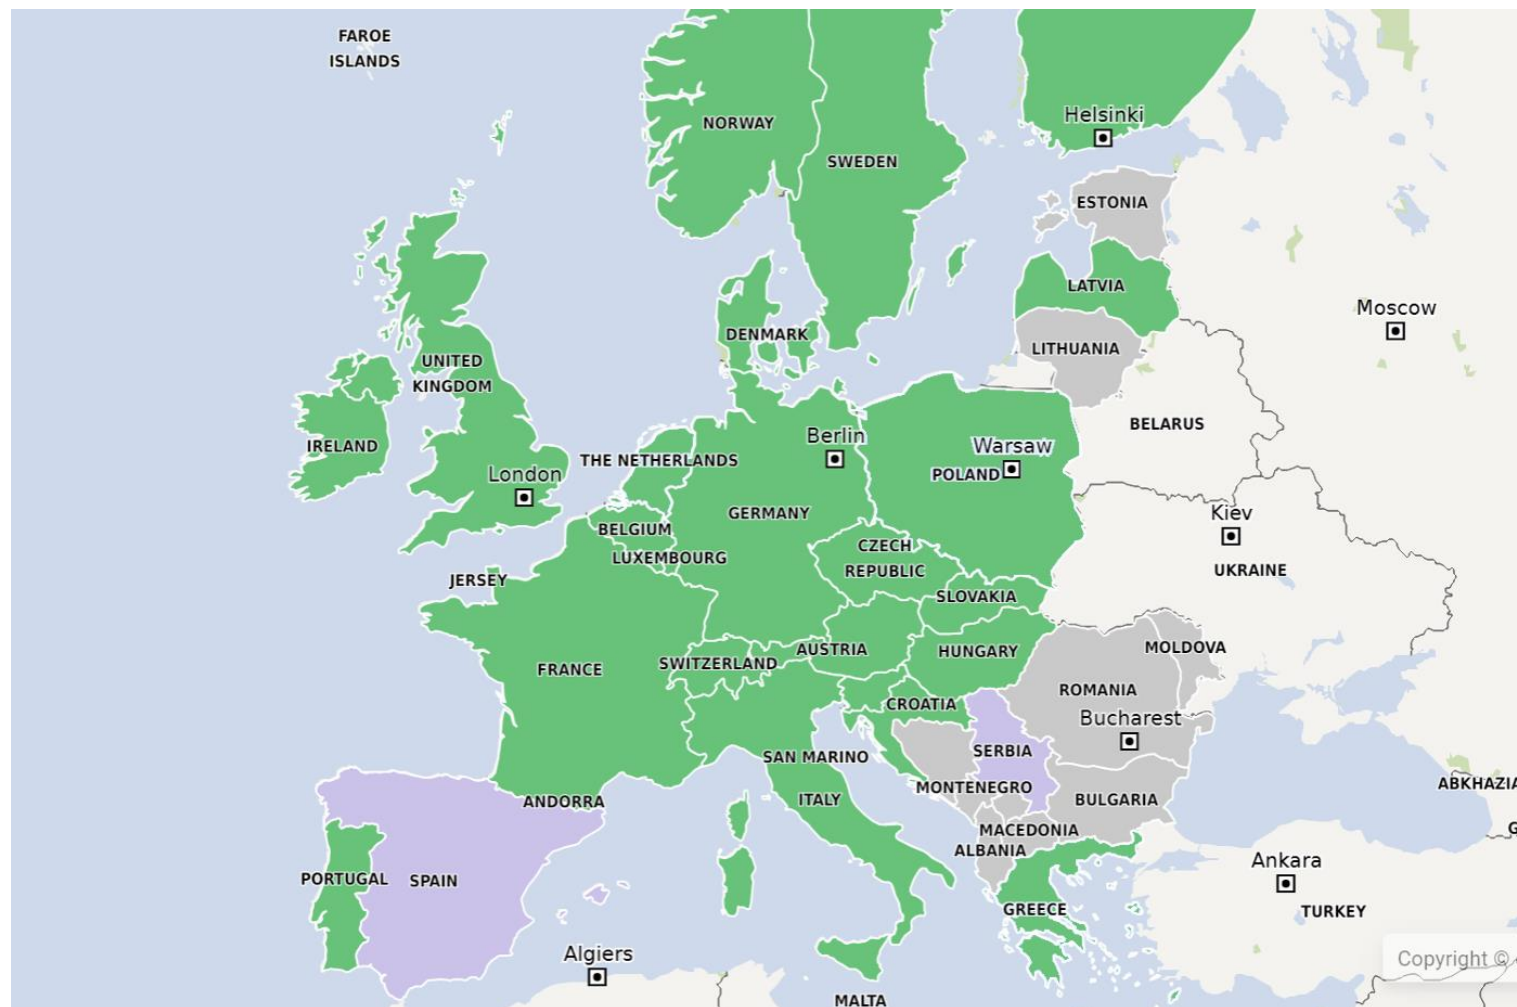 FAROE
ISLANDS
NORWAY
Helsinki
SWEDEN
ESTONIA
LATVIA
Moscow
DENMARK
LITHUANIA
UNITED
KINGDOM
BELARUS
IRELAND
Berlin
Warsaw
THE NETHERLANDS
POLAND
London
GERMANY
Kiev
BELGIUM
CZECH
REPUBLIC
LUXEMBOURG
UKRAINE
JERSEY
SLOVAKIA
AUSTRIA
HUNGARY
MOLDOVA
SWITZERLAND
FRANCE
ROMANIA
CROATIA
Bucharest
SERBIA
SAN MARINO
ABKHAZIA
MONTENEGRO
ANDORRA
ITALY
BULGARIA
MACEDONIA
G
ALBANIA
Ankara
PORTUGAL
SPAIN
GREECE
TURKEY
Algiers
Copyright ©
MALTA